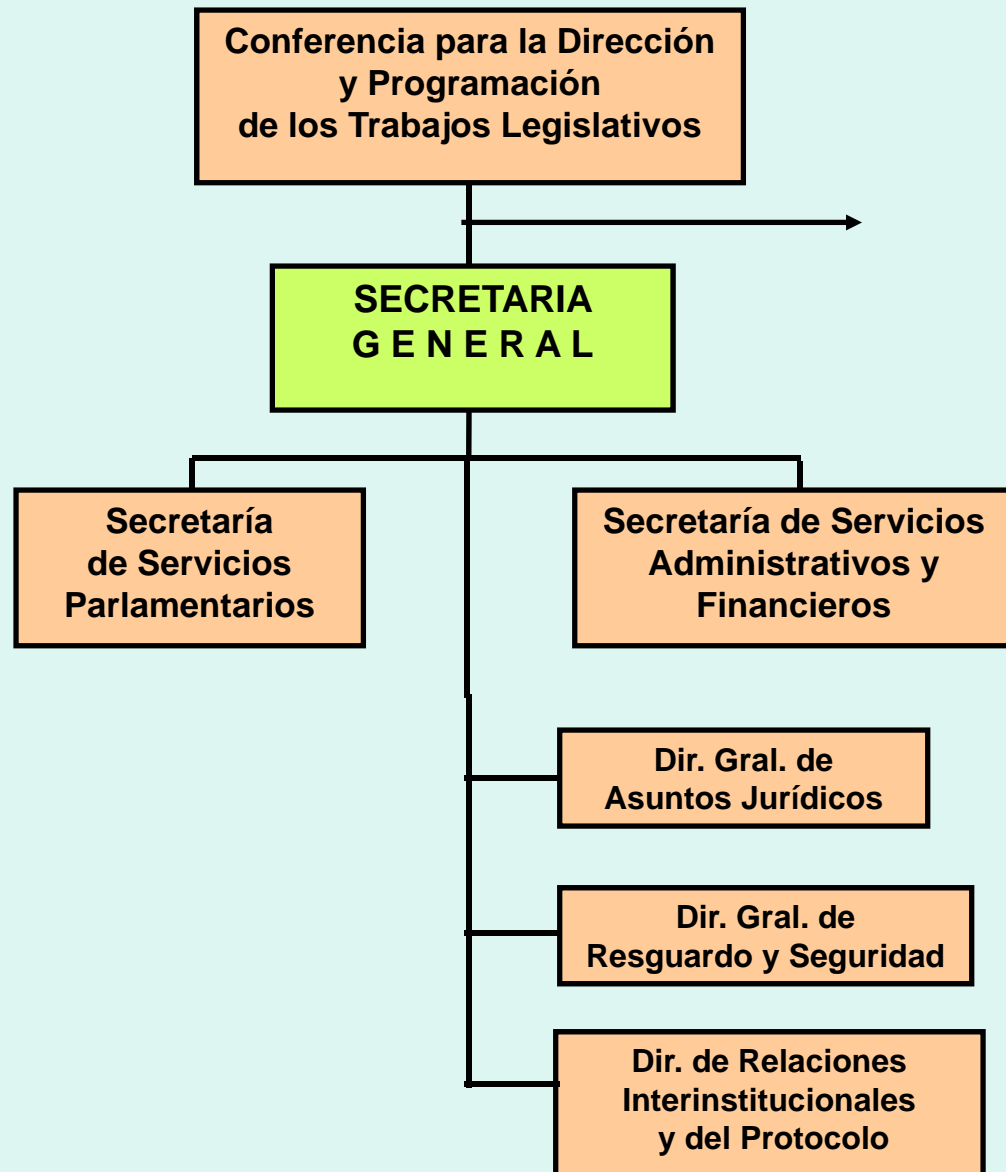 Conferencia para la Dirección
y Programación
de los Trabajos Legislativos
SECRETARIA
G E N E R A L
Secretaría
de Servicios
Parlamentarios
Secretaría de Servicios
Administrativos y
Financieros
Dir. Gral. de
Asuntos Jurídicos
Dir. Gral. de
Resguardo y Seguridad
Dir. de Relaciones
Interinstitucionales
y del Protocolo